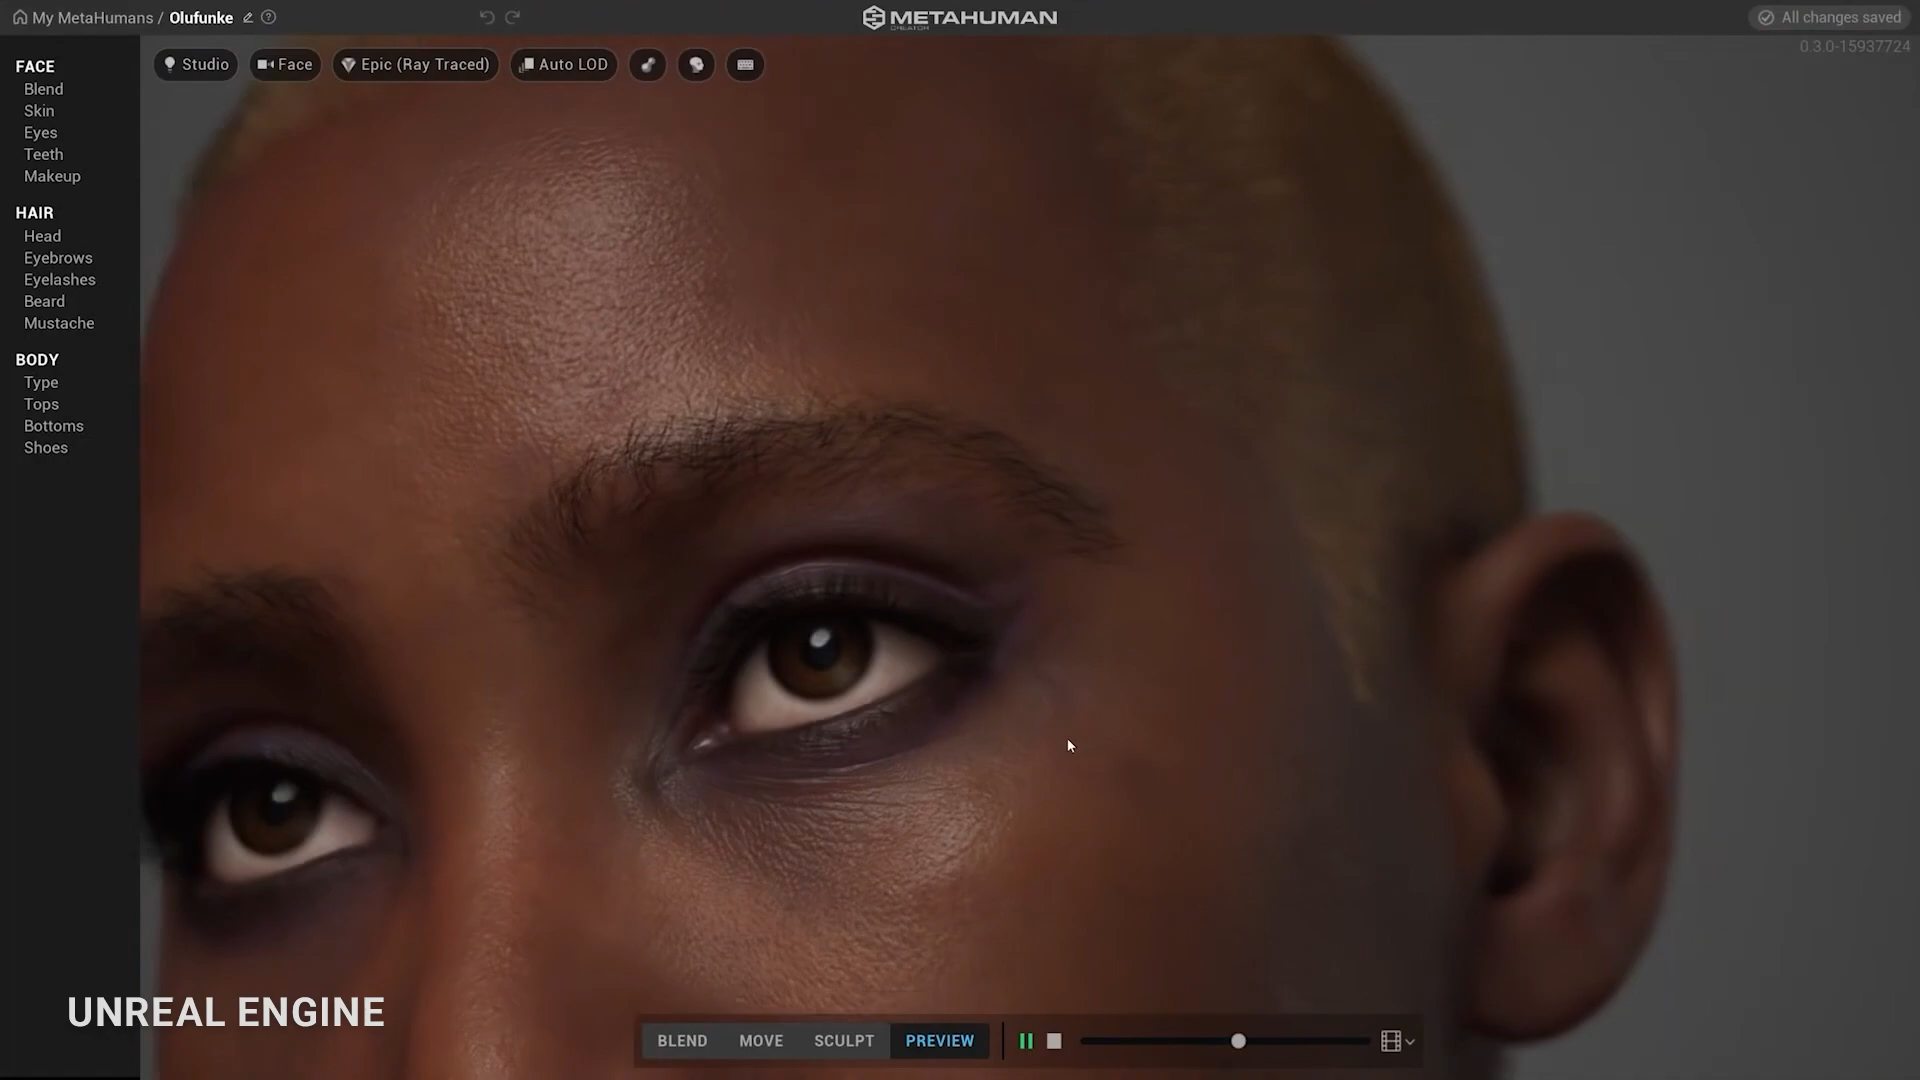 My MetaHumans / Olufunke
METAHUMAN
CREATOR
All changes saved
0.3.0-15937724
Studio
Face
Epic (Ray Traced)
Auto LOD
FACE
Blend
Skin
Eyes
Teeth
Makeup
HAIR
Head
Eyebrows
Eyelashes
Beard
Mustache
BODY
Type
Tops
Bottoms
Shoes
UNREAL ENGINE
BLEND
MOVE
SCULPT
PREVIEW